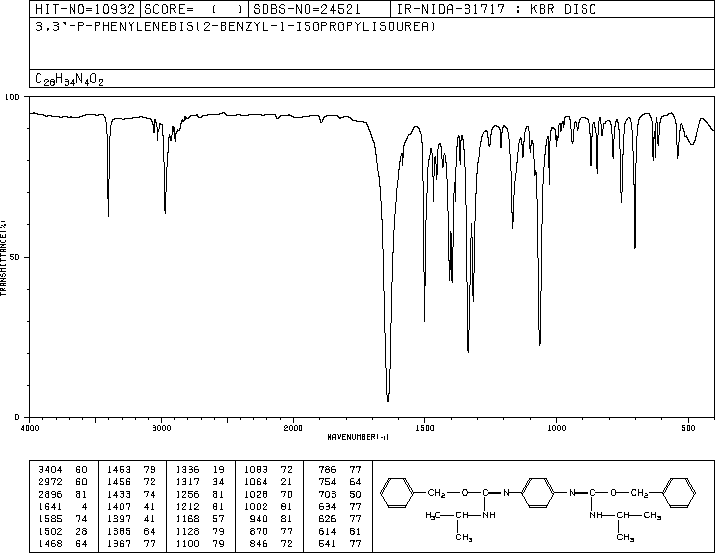 HIT-NO=10932 SCORE= ( ) SDBS-NO=24521 IR-NIDA-31717 : KBR DISC
3,3'-P-PHENYLENEBIS(2-BENZYL-1-ISOPROPYLISOUREA)
C28H34N4O2
100
50
0
TRANSMITTANCE(%)
4000 3000 2000 1500 1000
WAVENUMBER(-1)
3404 60 1453 79 1336 19 1083 72 786 77
2972 60 1456 72 1317 34 1064 21 754 64
2896 81 1433 74 1256 81 1028 70 703 50
1641 4 1407 41 1212 81 1002 81 634 77
1585 74 1397 41 1168 57 940 81 626 77
1502 28 1385 64 1128 79 870 77 614 81
1468 64 1367 77 1100 79 846 72 541 77
CH2 O C N N C O CH2
H3C CH NH NH CH CH3
CH3 CH3